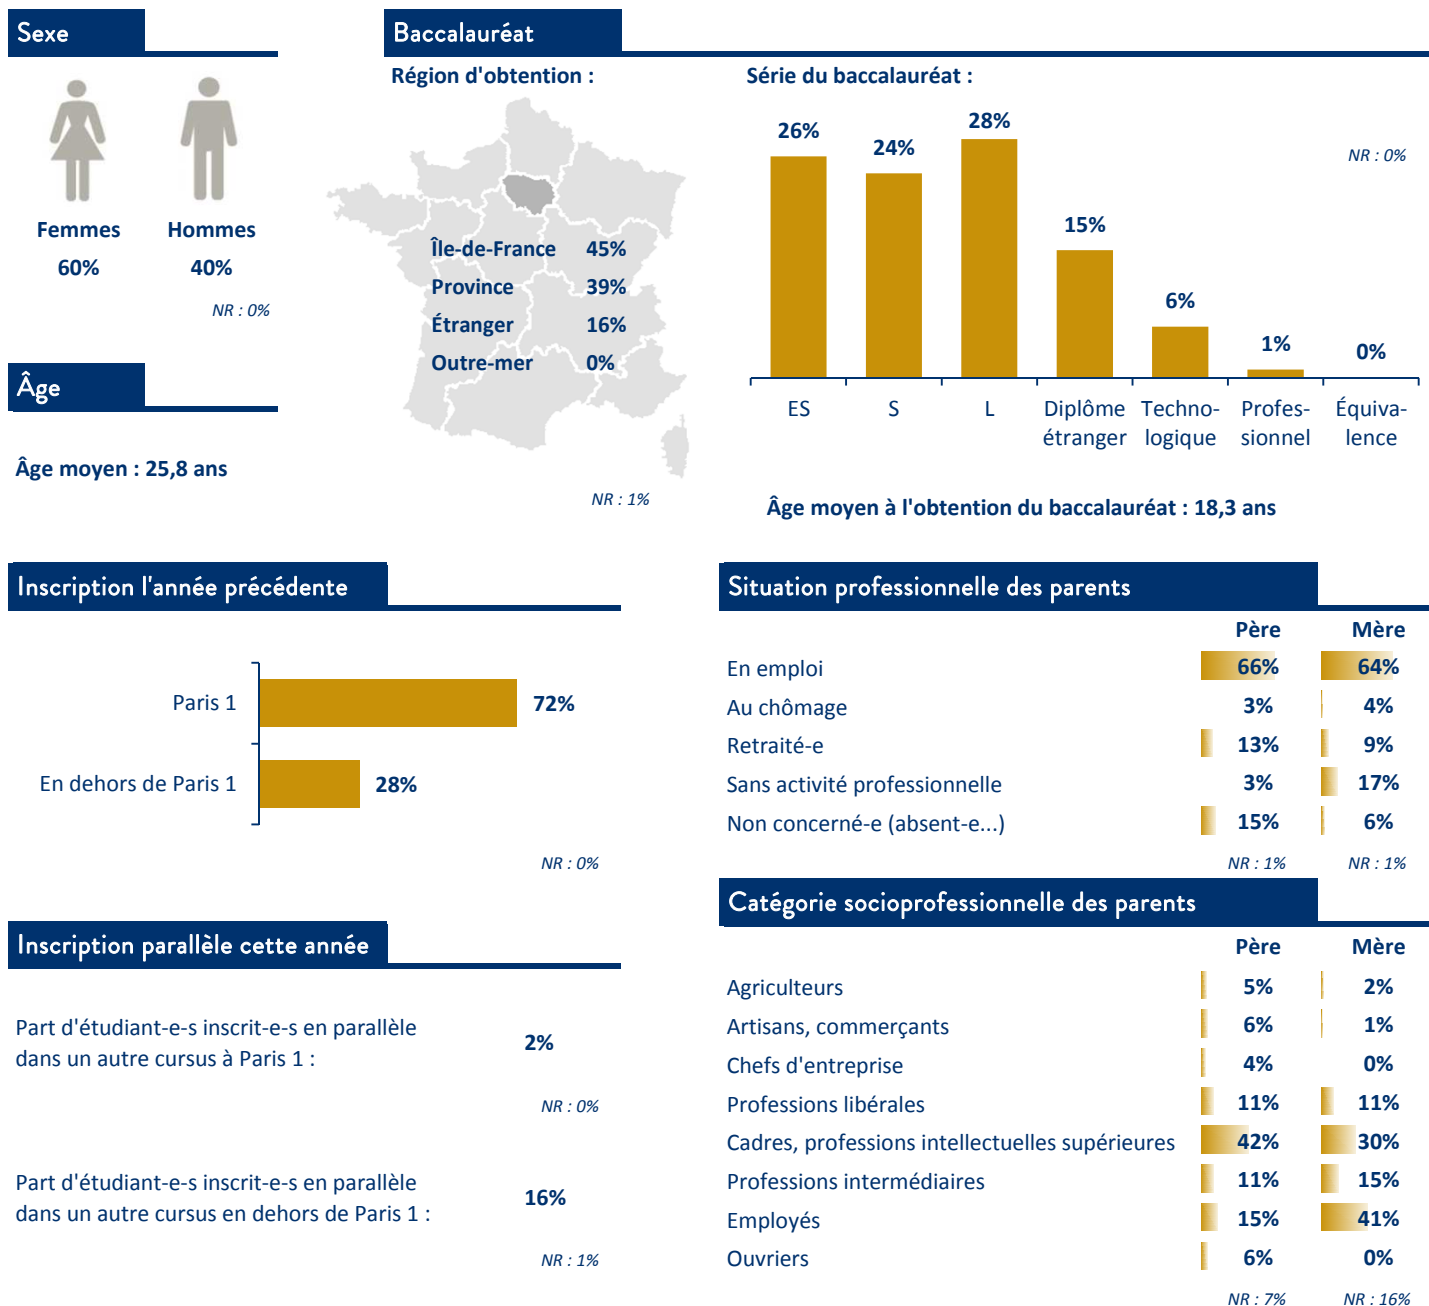 Sexe
Femmes Hommes
60% 40%
NR : 0%
Âge
Âge moyen : 25,8 ans
Baccalauréat
Région d'obtention :
Île-de-France 45%
Province 39%
Étranger 16%
Outre-mer 0%
NR : 1%
Série du baccalauréat :
26% 24% 28% 15% 6% 1% 0%
NR : 0%
ES S L Diplôme Techno- Profes- Équiva-
étranger logique sionnel lence
Âge moyen à l'obtention du baccalauréat : 18,3 ans
Inscription l'année précédente
Paris 1 72%
En dehors de Paris 1 28%
NR : 0%
Inscription parallèle cette année
Part d'étudiant-e-s inscrit-e-s en parallèle
dans un autre cursus à Paris 1 :
2%
NR : 0%
Part d'étudiant-e-s inscrit-e-s en parallèle
dans un autre cursus en dehors de Paris 1 :
16%
NR : 1%
Situation professionnelle des parents
Père Mère
En emploi 66% 64%
Au chômage 3% 4%
Retraité-e 13% 9%
Sans activité professionnelle 3% 17%
Non concerné-e (absent-e...) 15% 6%
NR : 1% NR : 1%
Catégorie socioprofessionnelle des parents
Père Mère
Agriculteurs 5% 2%
Artisans, commerçants 6% 1%
Chefs d'entreprise 4% 0%
Professions libérales 11% 11%
Cadres, professions intellectuelles supérieures 42% 30%
Professions intermédiaires 11% 15%
Employés 15% 41%
Ouvriers 6% 0%
NR : 7% NR : 16%